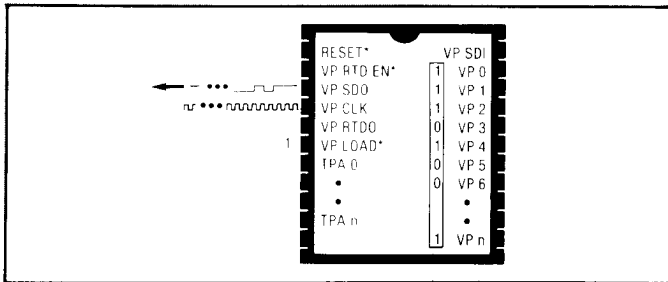 RESET* VP SDI
VP RTD EN* 1 VP 0
VP SDO 1 VP 1
VP CLK 1 VP 2
VP RTDO 0 VP 3
1 VP LOAD* 1 VP 4
TPA 0 0 VP 5
• 0 VP 6
• •
TPA n •
1 VP n